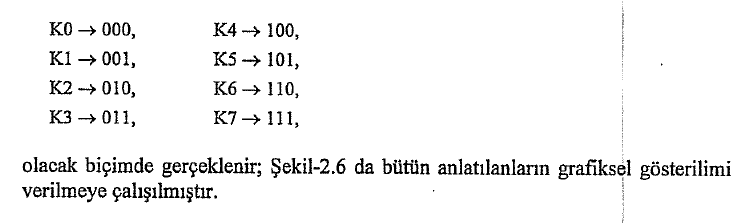 K0 → 000, K4 → 100,
K1 → 001, K5 → 101,
K2 → 010, K6 → 110,
K3 → 011, K7 → 111,
olacak biçimde gerçeklenir; Şekil-2.6 da bütün anlatılanların grafiksel gösterilimi
verilmeye çalışılmıştır.